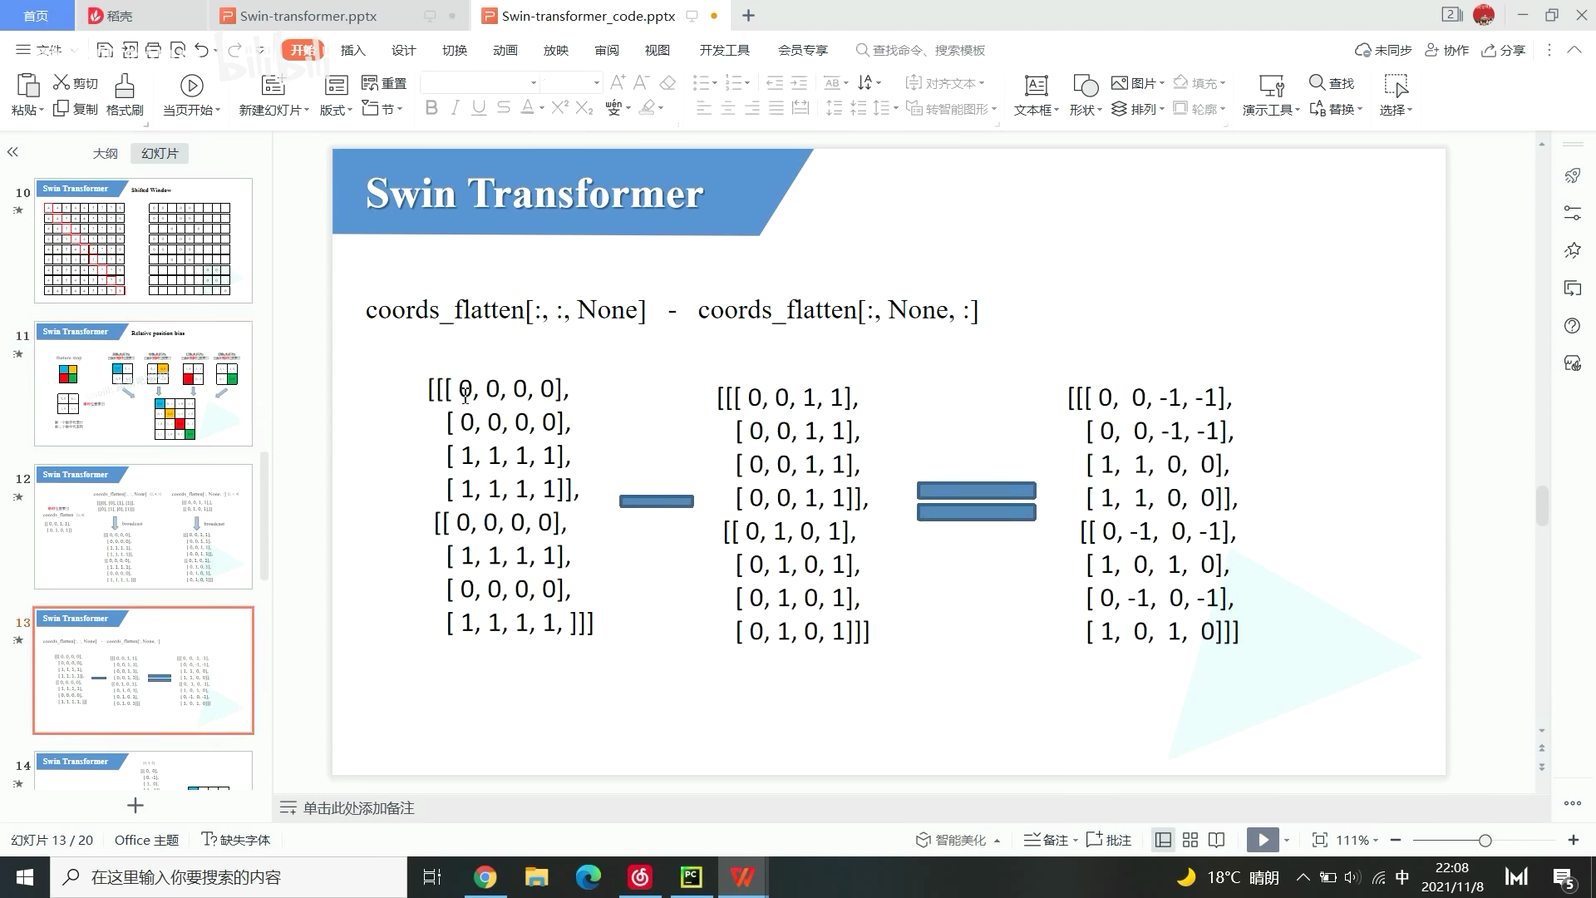 首页
稻壳
Swin-transformer.pptx
Swin-transformer_code.pptx
2
文件
开始
插入
设计
切换
动画
放映
审阅
视图
开发工具
会员专享
查找命令、搜索模板
未同步
协作
分享
bilibili
粘贴
剪切
复制
格式刷
当页开始
新建幻灯片
版式
重置
节
对齐文本
转智能图形
文本框
形状
图片
排列
填充
轮廓
演示工具
查找
替换
选择
大纲
幻灯片
10
Swin Transformer
Shifted Window
11
Swin Transformer
Relative position bias
12
Swin Transformer
13
Swin Transformer
14
Swin Transformer
Swin Transformer
coords_flatten[:, :, None] - coords_flatten[:, None, :]
[[[ 0, 0, 0, 0],
[ 0, 0, 0, 0],
[ 1, 1, 1, 1],
[ 1, 1, 1, 1]],
[[ 0, 0, 0, 0],
[ 1, 1, 1, 1],
[ 0, 0, 0, 0],
[ 1, 1, 1, 1, ]]]
[[[ 0, 0, 1, 1],
[ 0, 0, 1, 1],
[ 0, 0, 1, 1],
[ 0, 0, 1, 1]],
[[ 0, 1, 0, 1],
[ 0, 1, 0, 1],
[ 0, 1, 0, 1],
[ 0, 1, 0, 1]]]
[[[ 0, 0, -1, -1],
[ 0, 0, -1, -1],
[ 1, 1, 0, 0],
[ 1, 1, 0, 0]],
[[ 0, -1, 0, -1],
[ 1, 0, 1, 0],
[ 0, -1, 0, -1],
[ 1, 0, 1, 0]]]
单击此处添加备注
幻灯片 13 / 20
Office 主题
缺失字体
智能美化
备注
批注
111%
在这里输入你要搜索的内容
18°C 晴朗
中
22:08
2021/11/8
5